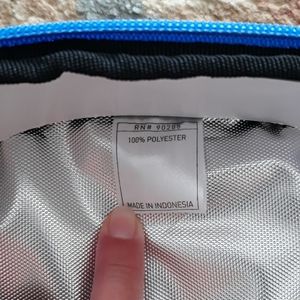 RN# 90288
100% POLYESTER
MADE IN INDONESIA